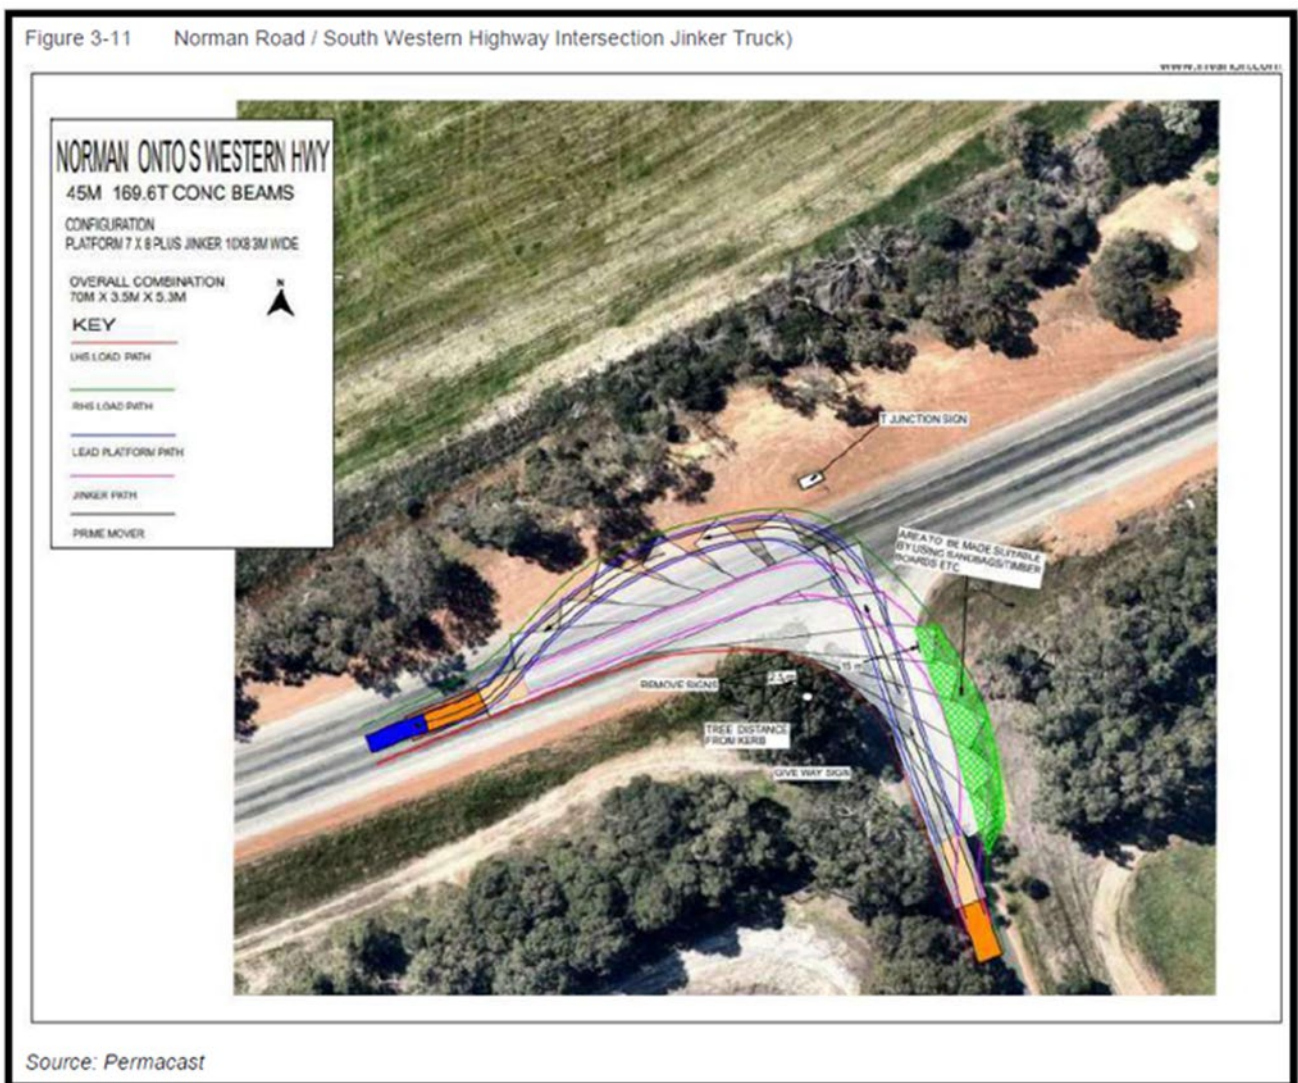 Figure 3-11 Norman Road / South Western Highway Intersection Jinker Truck)
NORMAN ONTO S WESTERN HWY
45M 169.6T CONC BEAMS
CONFIGURATION
PLATFORM 7 X 8 PLUS JINKER 10X8 3M WIDE
OVERALL COMBINATION
70M X 3.5M X 5.3M
N
KEY
LHS LOAD PATH
RHS LOAD PATH
LEAD PLATFORM PATH
JINKER PATH
PRIME MOVER
T JUNCTION SIGN
AREA TO BE MADE SUITABLE
BY USING SANDBAGS/TIMBER
BOARDS ETC
15 m
REMOVE SIGNS
2.5 m
TREE DISTANCE
FROM KERB
GIVE WAY SIGN
Source: Permacast